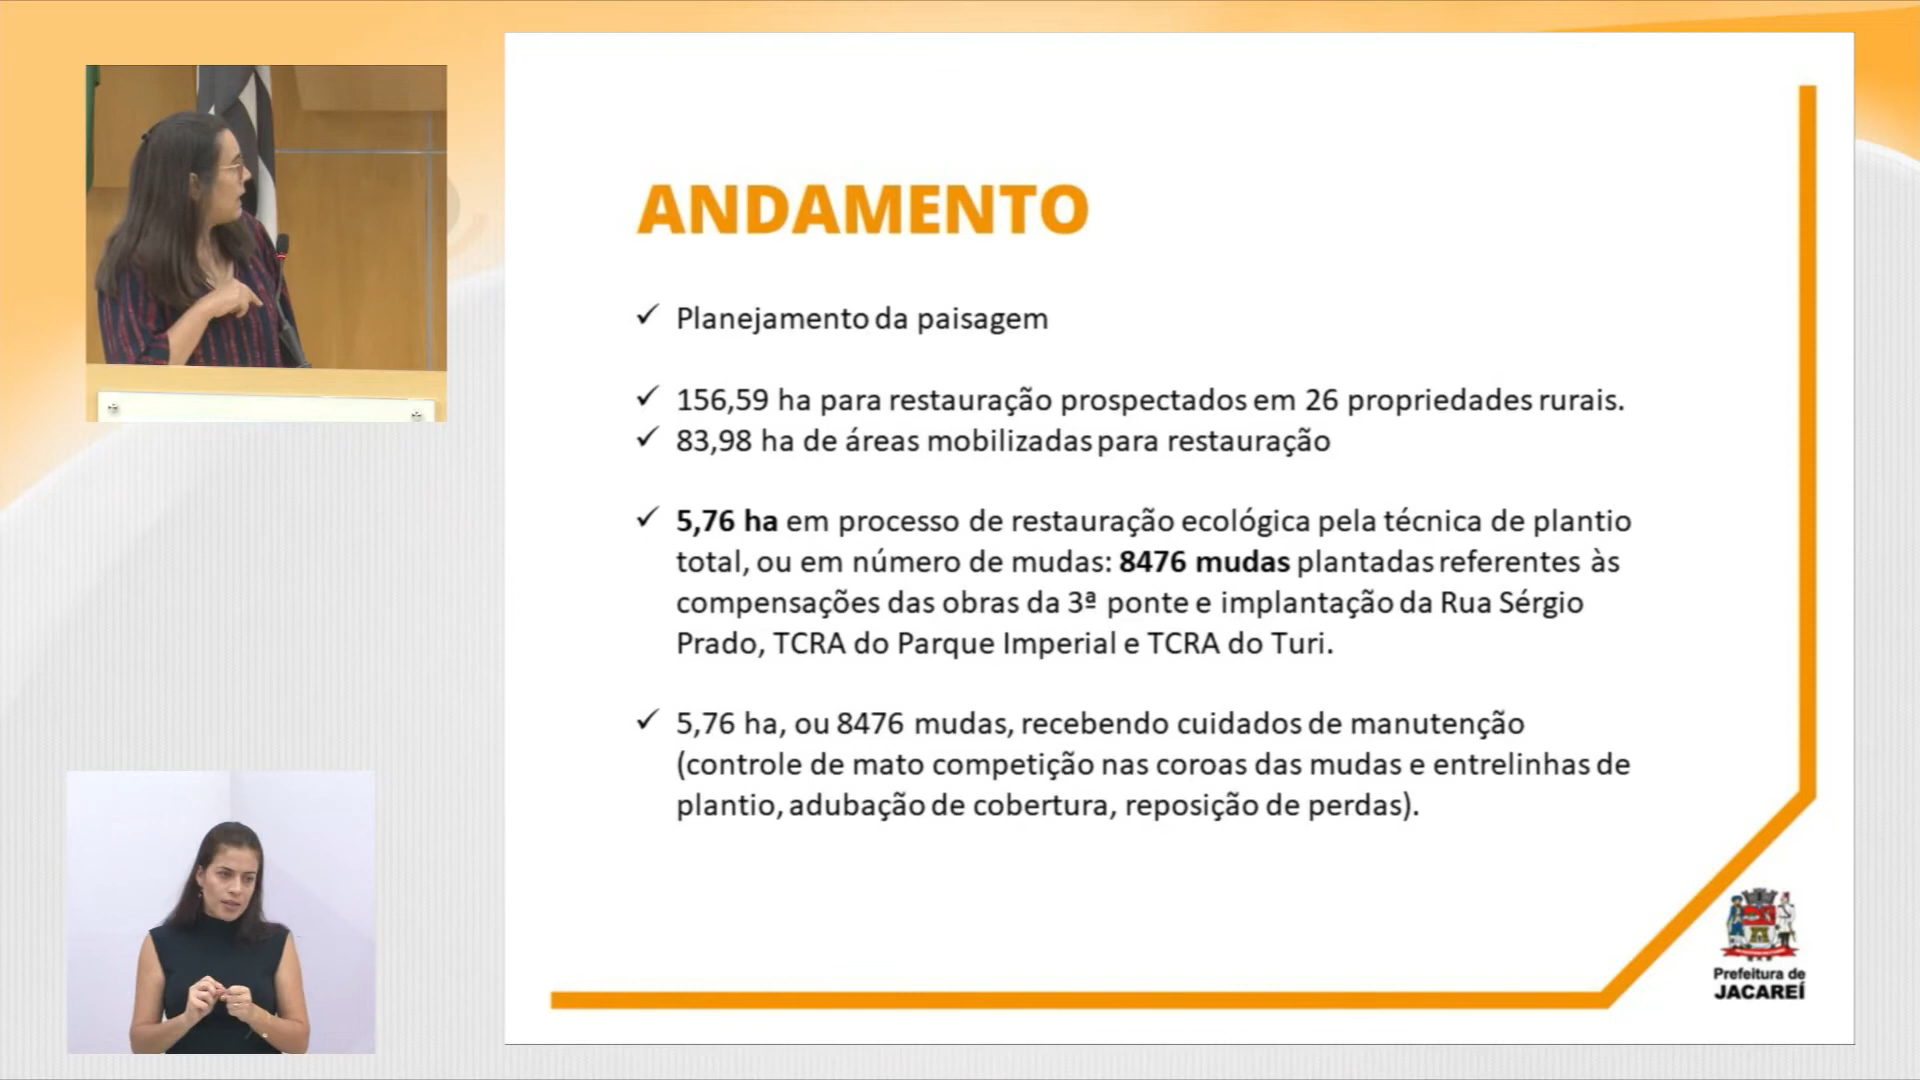 ANDAMENTO
✓ Planejamento da paisagem
✓ 156,59 ha para restauração prospectados em 26 propriedades rurais.
✓ 83,98 ha de áreas mobilizadas para restauração
✓ 5,76 ha em processo de restauração ecológica pela técnica de plantio
total, ou em número de mudas: 8476 mudas plantadas referentes às
compensações das obras da 3ª ponte e implantação da Rua Sérgio
Prado, TCRA do Parque Imperial e TCRA do Turi.
✓ 5,76 ha, ou 8476 mudas, recebendo cuidados de manutenção
(controle de mato competição nas coroas das mudas e entrelinhas de
plantio, adubação de cobertura, reposição de perdas).
Prefeitura de
JACAREÍ